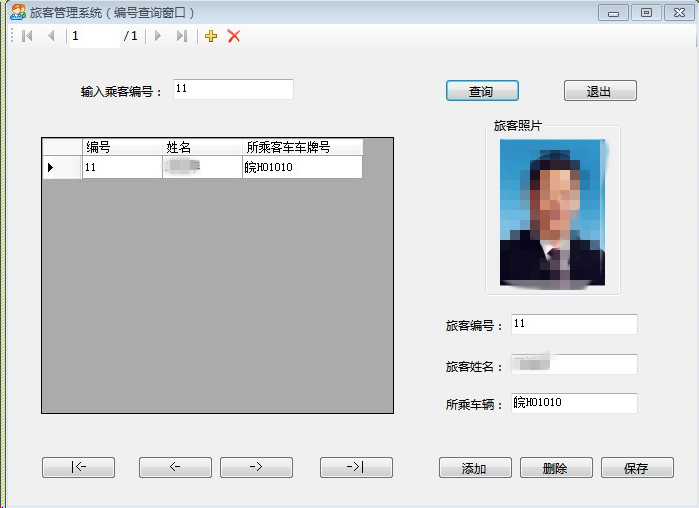 旅客管理系统（编号查询窗口）
1 /1
输入乘客编号： 11
查询 退出
旅客照片
编号 姓名 所乘客车车牌号
11 皖H01010
旅客编号： 11
旅客姓名：
所乘车辆： 皖H01010
|<- <- -> ->| 添加 删除 保存